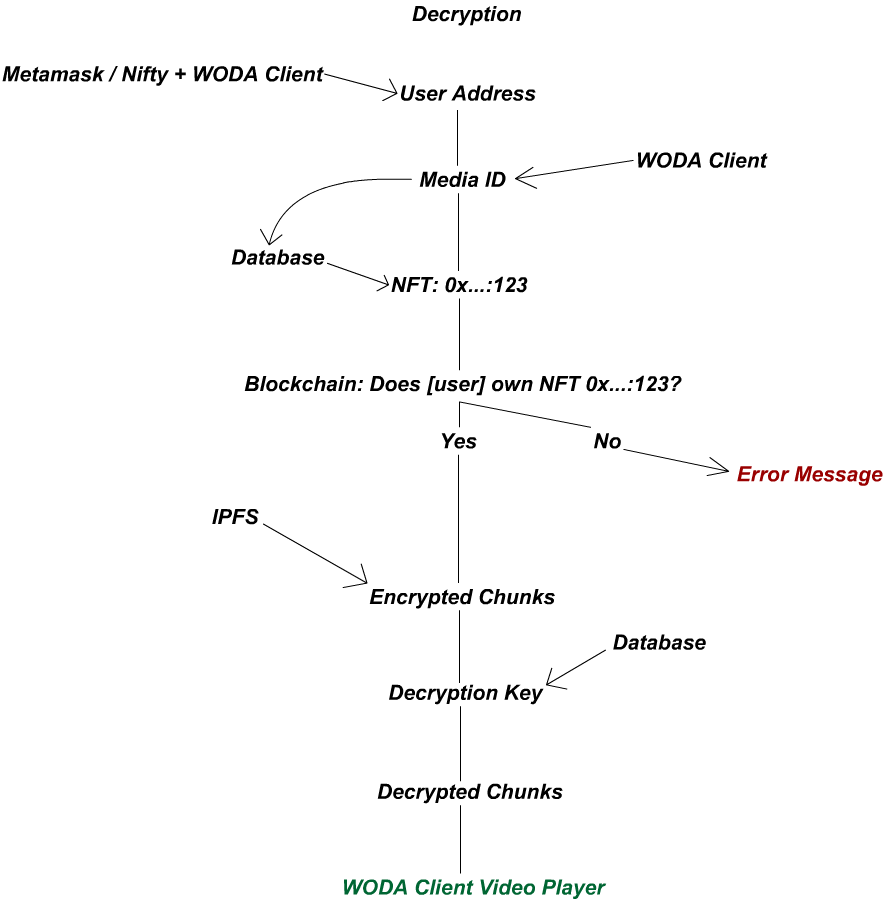 Decryption
Metamask / Nifty + WODA Client
User Address
WODA Client
Media ID
Database
NFT: 0x...:123
Blockchain: Does [user] own NFT 0x...:123?
Yes
No
Error Message
IPFS
Encrypted Chunks
Database
Decryption Key
Decrypted Chunks
WODA Client Video Player